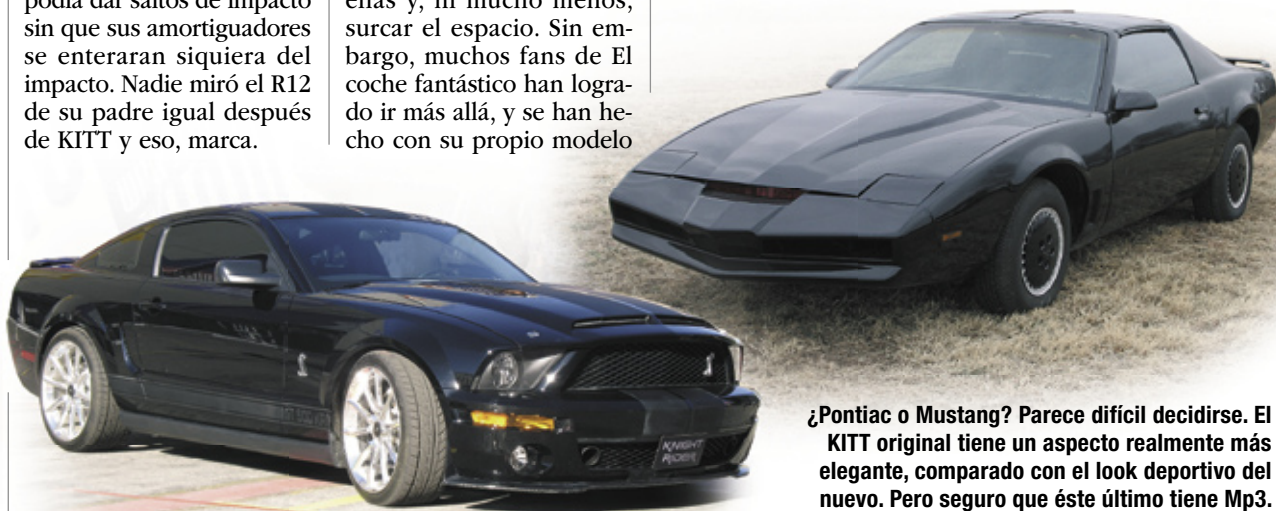 podía dar saltos de impacto
sin que sus amortiguadores
se enteraran siquiera del
impacto. Nadie miró el R12
de su padre igual después
de KITT y eso, marca.
surcar el espacio. Sin em-
bargo, muchos fans de El
coche fantástico han logra-
do ir más allá, y se han he-
cho con su propio modelo
KNIGHT
RIDER
¿Pontiac o Mustang? Parece difícil decidirse. El
KITT original tiene un aspecto realmente más
elegante, comparado con el look deportivo del
nuevo. Pero seguro que éste último tiene Mp3.